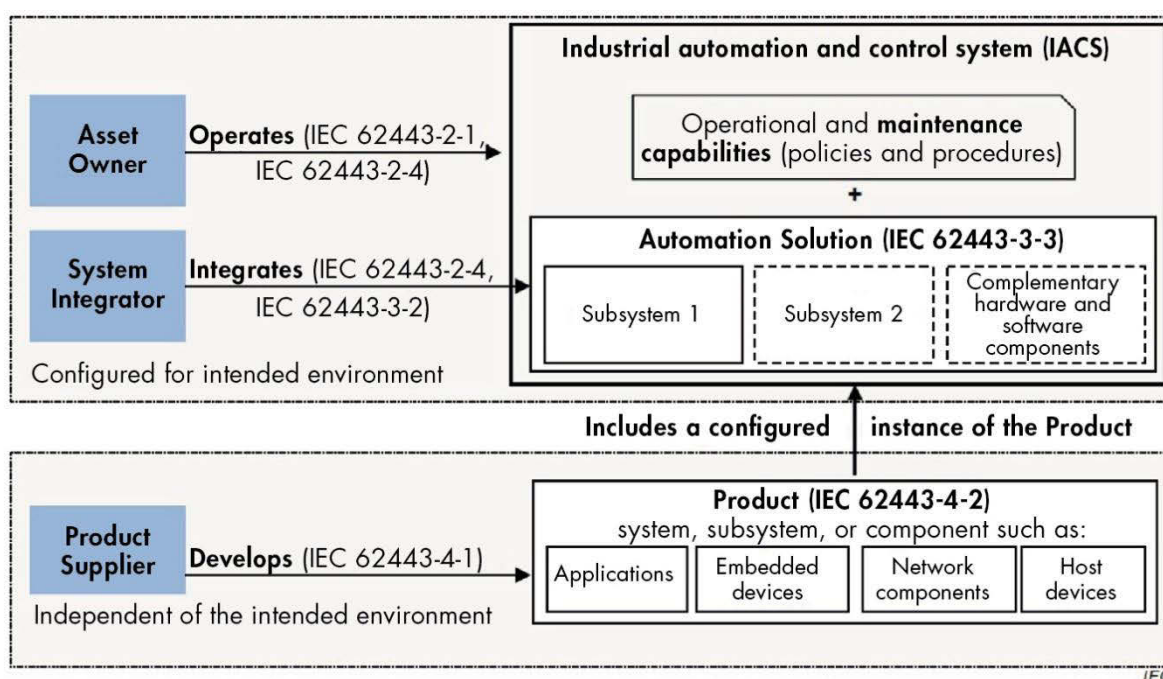 Industrial automation and control system (IACS)
Asset
Owner
Operates (IEC 62443-2-1,
IEC 62443-2-4)
Operational and maintenance
capabilities (policies and procedures)
+
System
Integrator
Integrates (IEC 62443-2-4,
IEC 62443-3-2)
Automation Solution (IEC 62443-3-3)
Subsystem 1
Subsystem 2
Complementary
hardware and
software
components
Configured for intended environment
Includes a configured instance of the Product
Product
Supplier
Develops (IEC 62443-4-1)
Product (IEC 62443-4-2)
system, subsystem, or component such as:
Applications
Embedded
devices
Network
components
Host
devices
Independent of the intended environment